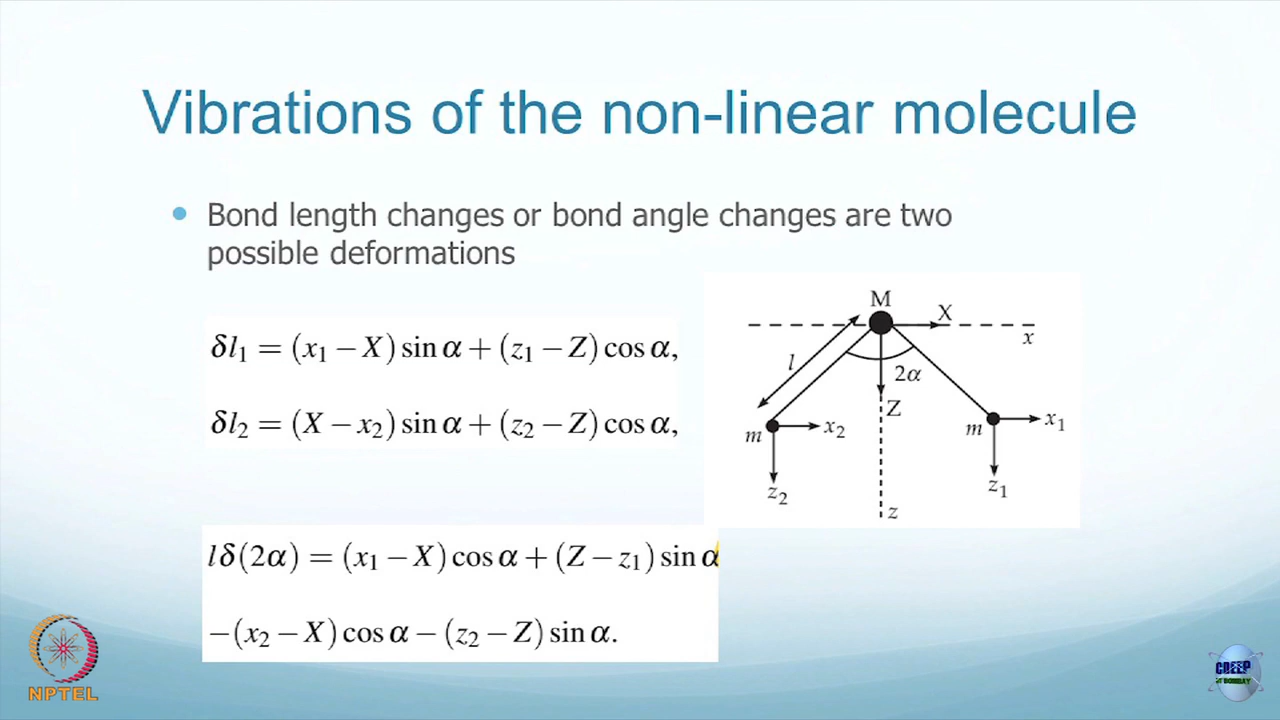 Vibrations of the non-linear molecule
Bond length changes or bond angle changes are two
possible deformations
δl₁ = (x₁ − X) sin α + (z₁ − Z) cos α,
δl₂ = (X − x₂) sin α + (z₂ − Z) cos α,
lδ(2α) = (x₁ − X) cos α + (Z − z₁) sin α
−(x₂ − X) cos α − (z₂ − Z) sin α.
M
X
x
l
2α
Z
m
x₂
m
x₁
z₂
z₁
z
NPTEL
CDEEP
IIT BOMBAY